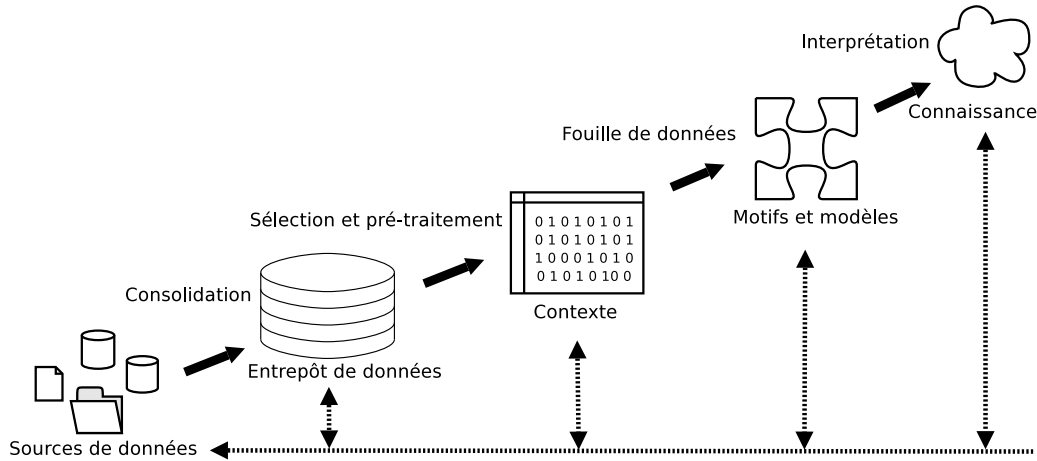 Interprétation
Connaissance
Fouille de données
Motifs et modèles
Sélection et pré-traitement
0 1 0 1 0 1 0 1
0 1 0 1 0 1 0 1
1 0 0 0 1 0 1 0
0 1 0 1 0 10 0
Contexte
Consolidation
Entrepôt de données
Sources de données